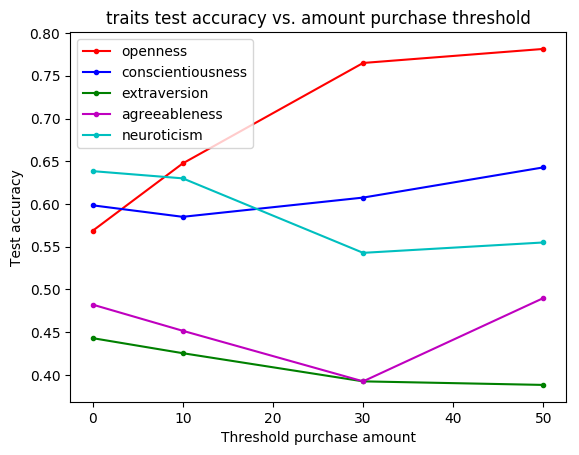 traits test accuracy vs. amount purchase threshold
openness
conscientiousness
extraversion
agreeableness
neuroticism
Test accuracy
0.80
0.75
0.70
0.65
0.60
0.55
0.50
0.45
0.40
0 10 20 30 40 50
Threshold purchase amount